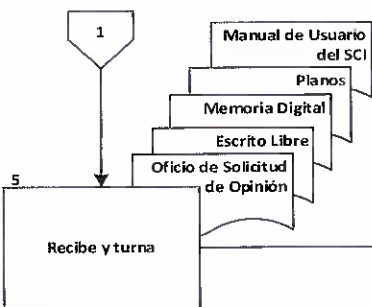 1
Manual de Usuario
del SCI
Planos
Memoria Digital
Escrito Libre
Oficio de Solicitud
de Opinión
5
Recibe y turna